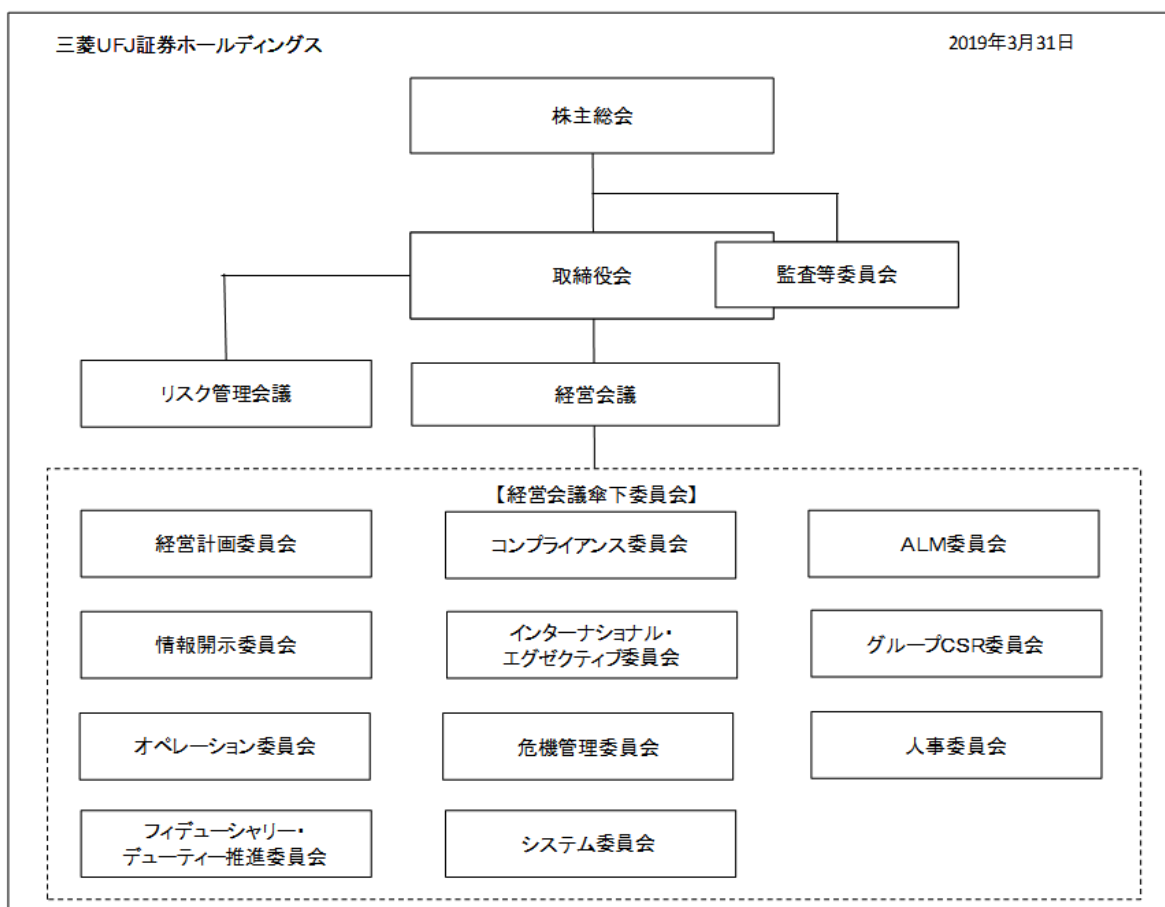 三菱UFJ証券ホールディングス
2019年3月31日
株主総会
取締役会
監査等委員会
リスク管理会議
経営会議
【経営会議傘下委員会】
経営計画委員会
コンプライアンス委員会
ALM委員会
情報開示委員会
インターナショナル・
エグゼクティブ委員会
グループCSR委員会
オペレーション委員会
危機管理委員会
人事委員会
フィデューシャリー・
デューティー推進委員会
システム委員会